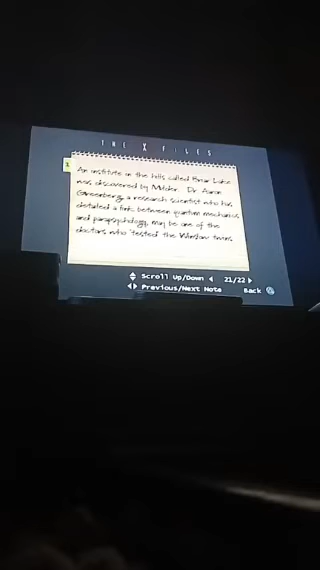 THE X FILES
1
An institute on the hills called Briar Lake
was discovered by Mulder. Dr Aaron
Greenberg, a research scientist who has
detailed a link between quantum mechanics
and parapsychology, may be one of the
doctors who 'tested' the Winslow twins.
Scroll Up/Down 21/22
Previous/Next Note Back